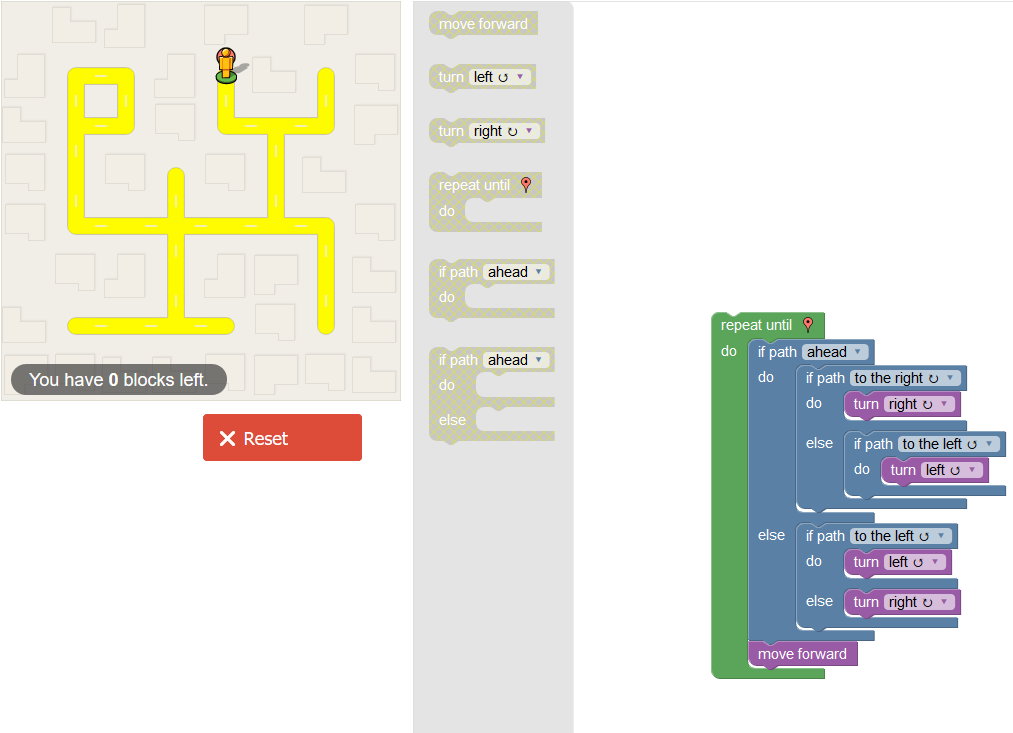 You have 0 blocks left.
Reset
move forward
turn left ↺ ▼
turn right ↻ ▼
repeat until
do
if path ahead ▼
do
if path ahead ▼
do
else
repeat until
do if path ahead ▼
do if path to the right ↻ ▼
do turn right ↻ ▼
else if path to the left ↺ ▼
do turn left ↺ ▼
else if path to the left ↺ ▼
do turn left ↺ ▼
else turn right ↻ ▼
move forward